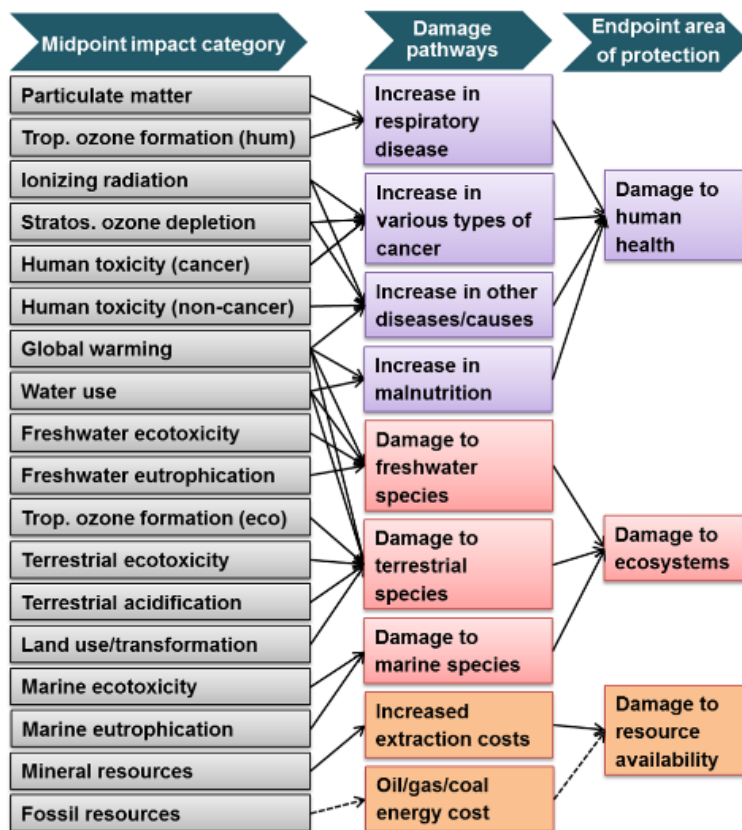 Midpoint impact category
Damage
pathways
Endpoint area
of protection
Particulate matter
Trop. ozone formation (hum)
Ionizing radiation
Stratos. ozone depletion
Human toxicity (cancer)
Human toxicity (non-cancer)
Global warming
Water use
Freshwater ecotoxicity
Freshwater eutrophication
Trop. ozone formation (eco)
Terrestrial ecotoxicity
Terrestrial acidification
Land use/transformation
Marine ecotoxicity
Marine eutrophication
Mineral resources
Fossil resources
Increase in
respiratory
disease
Increase in
various types of
cancer
Increase in other
diseases/causes
Increase in
malnutrition
Damage to
freshwater
species
Damage to
terrestrial
species
Damage to
marine species
Increased
extraction costs
Oil/gas/coal
energy cost
Damage to
human
health
Damage to
ecosystems
Damage to
resource
availability